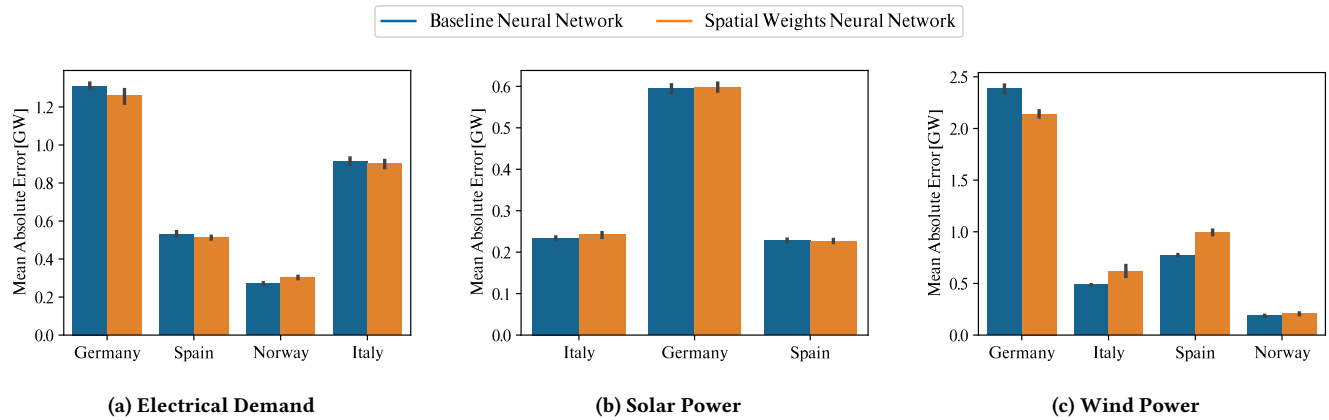 Baseline Neural Network Spatial Weights Neural Network
Mean Absolute Error [GW]
1.2
1.0
0.8
0.6
0.4
0.2
0.0
Germany Spain Norway Italy
(a) Electrical Demand
Mean Absolute Error [GW]
0.6
0.5
0.4
0.3
0.2
0.1
0.0
Italy Germany Spain
(b) Solar Power
Mean Absolute Error [GW]
2.5
2.0
1.5
1.0
0.5
0.0
Germany Italy Spain Norway
(c) Wind Power